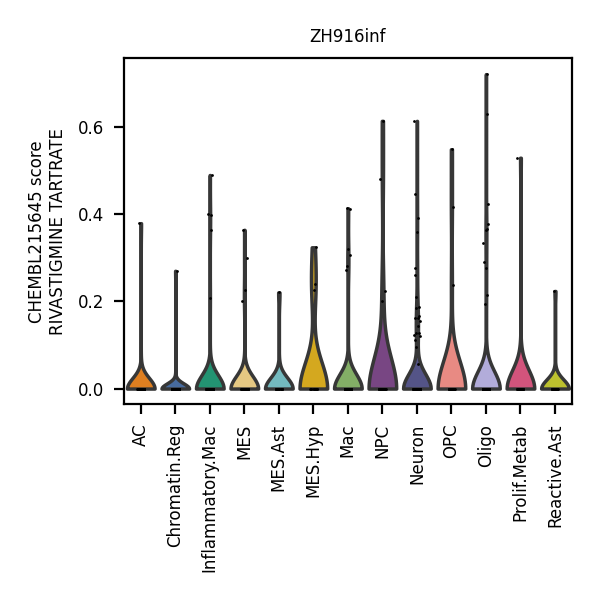 ZH916inf
CHEMBL215645 score
RIVASTIGMINE TARTRATE
0.6
0.4
0.2
0.0
AC
Chromatin.Reg
Inflammatory.Mac
MES
MES.Ast
MES.Hyp
Mac
NPC
Neuron
OPC
Oligo
Prolif.Metab
Reactive.Ast